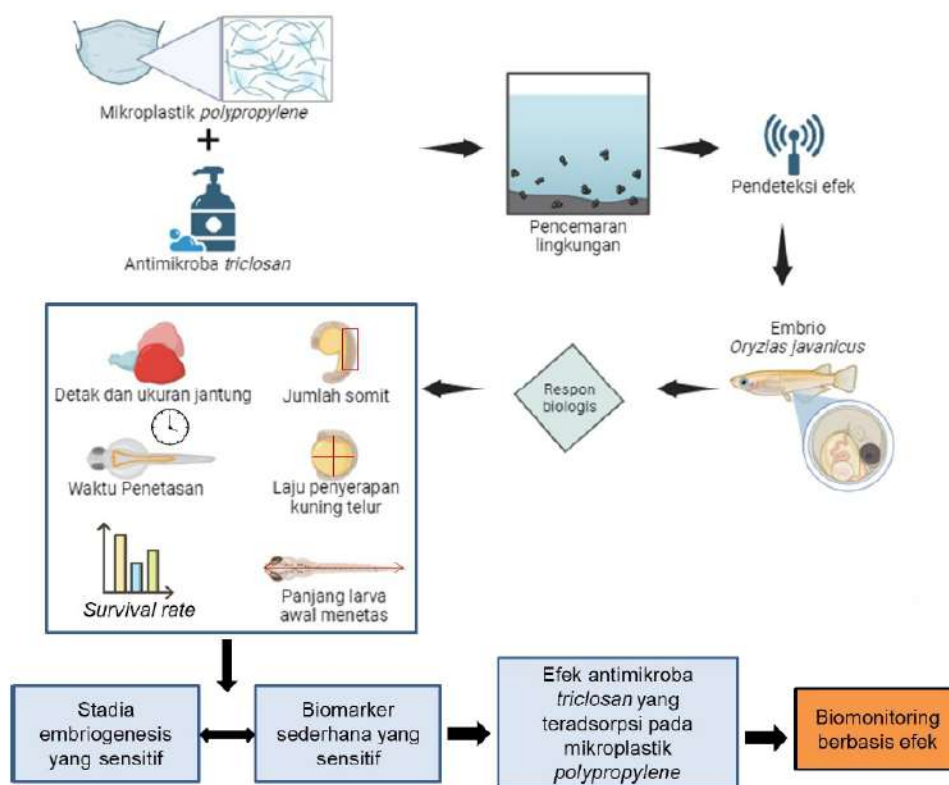 Mikroplastik polypropylene
+
Antimikroba triclosan
Pencemaran
lingkungan
Pendeteksi efek
Embrio
Oryzias javanicus
Respon
biologis
Detak dan ukuran jantung
Jumlah somit
Waktu Penetasan
Laju penyerapan
kuning telur
Survival rate
Panjang larva
awal menetas
Stadia
embriogenesis
yang sensitif
Biomarker
sederhana yang
sensitif
Efek antimikroba
triclosan yang
teradsorpsi pada
mikroplastik
polypropylene
Biomonitoring
berbasis efek